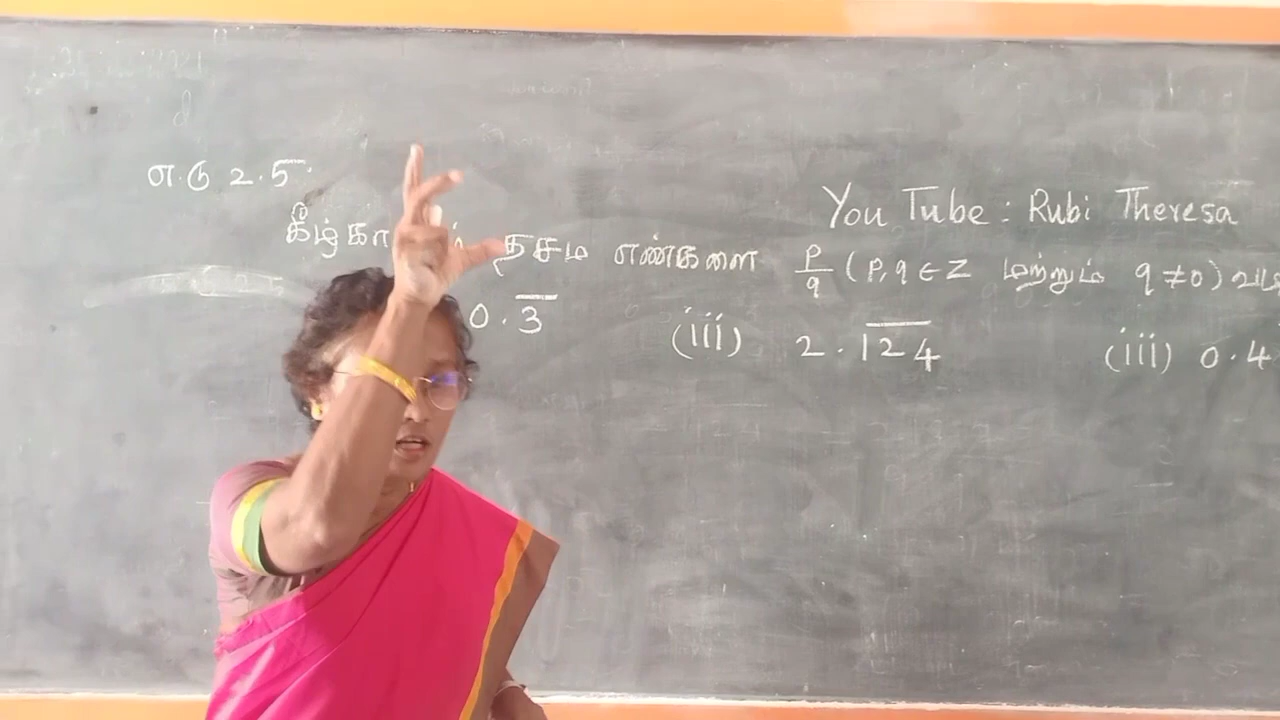 எ.டு 2.5
You Tube : Rubi Theresa
தசம எண்களை p/q (p, q ∈ Z மற்றும் q ≠ 0)
0.3̅ (iii) 2.1̅2̅4̅ (iii) 0.4